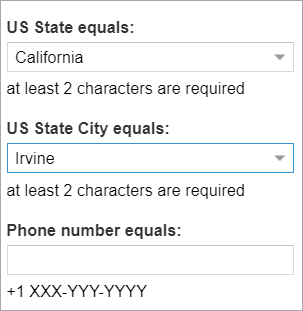 US State equals:
California
at least 2 characters are required
US State City equals:
Irvine
at least 2 characters are required
Phone number equals:
+1 XXX-YYY-YYYY